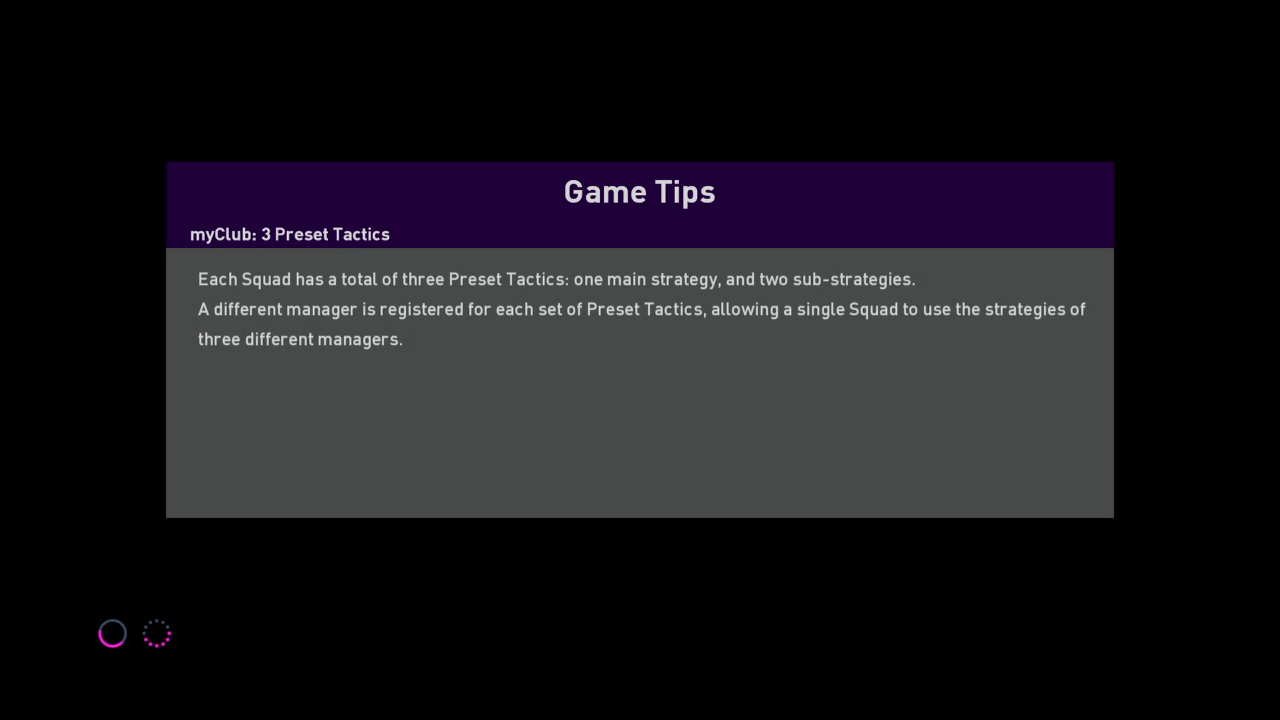 Game Tips
myClub: 3 Preset Tactics
Each Squad has a total of three Preset Tactics: one main strategy, and two sub-strategies.
A different manager is registered for each set of Preset Tactics, allowing a single Squad to use the strategies of
three different managers.